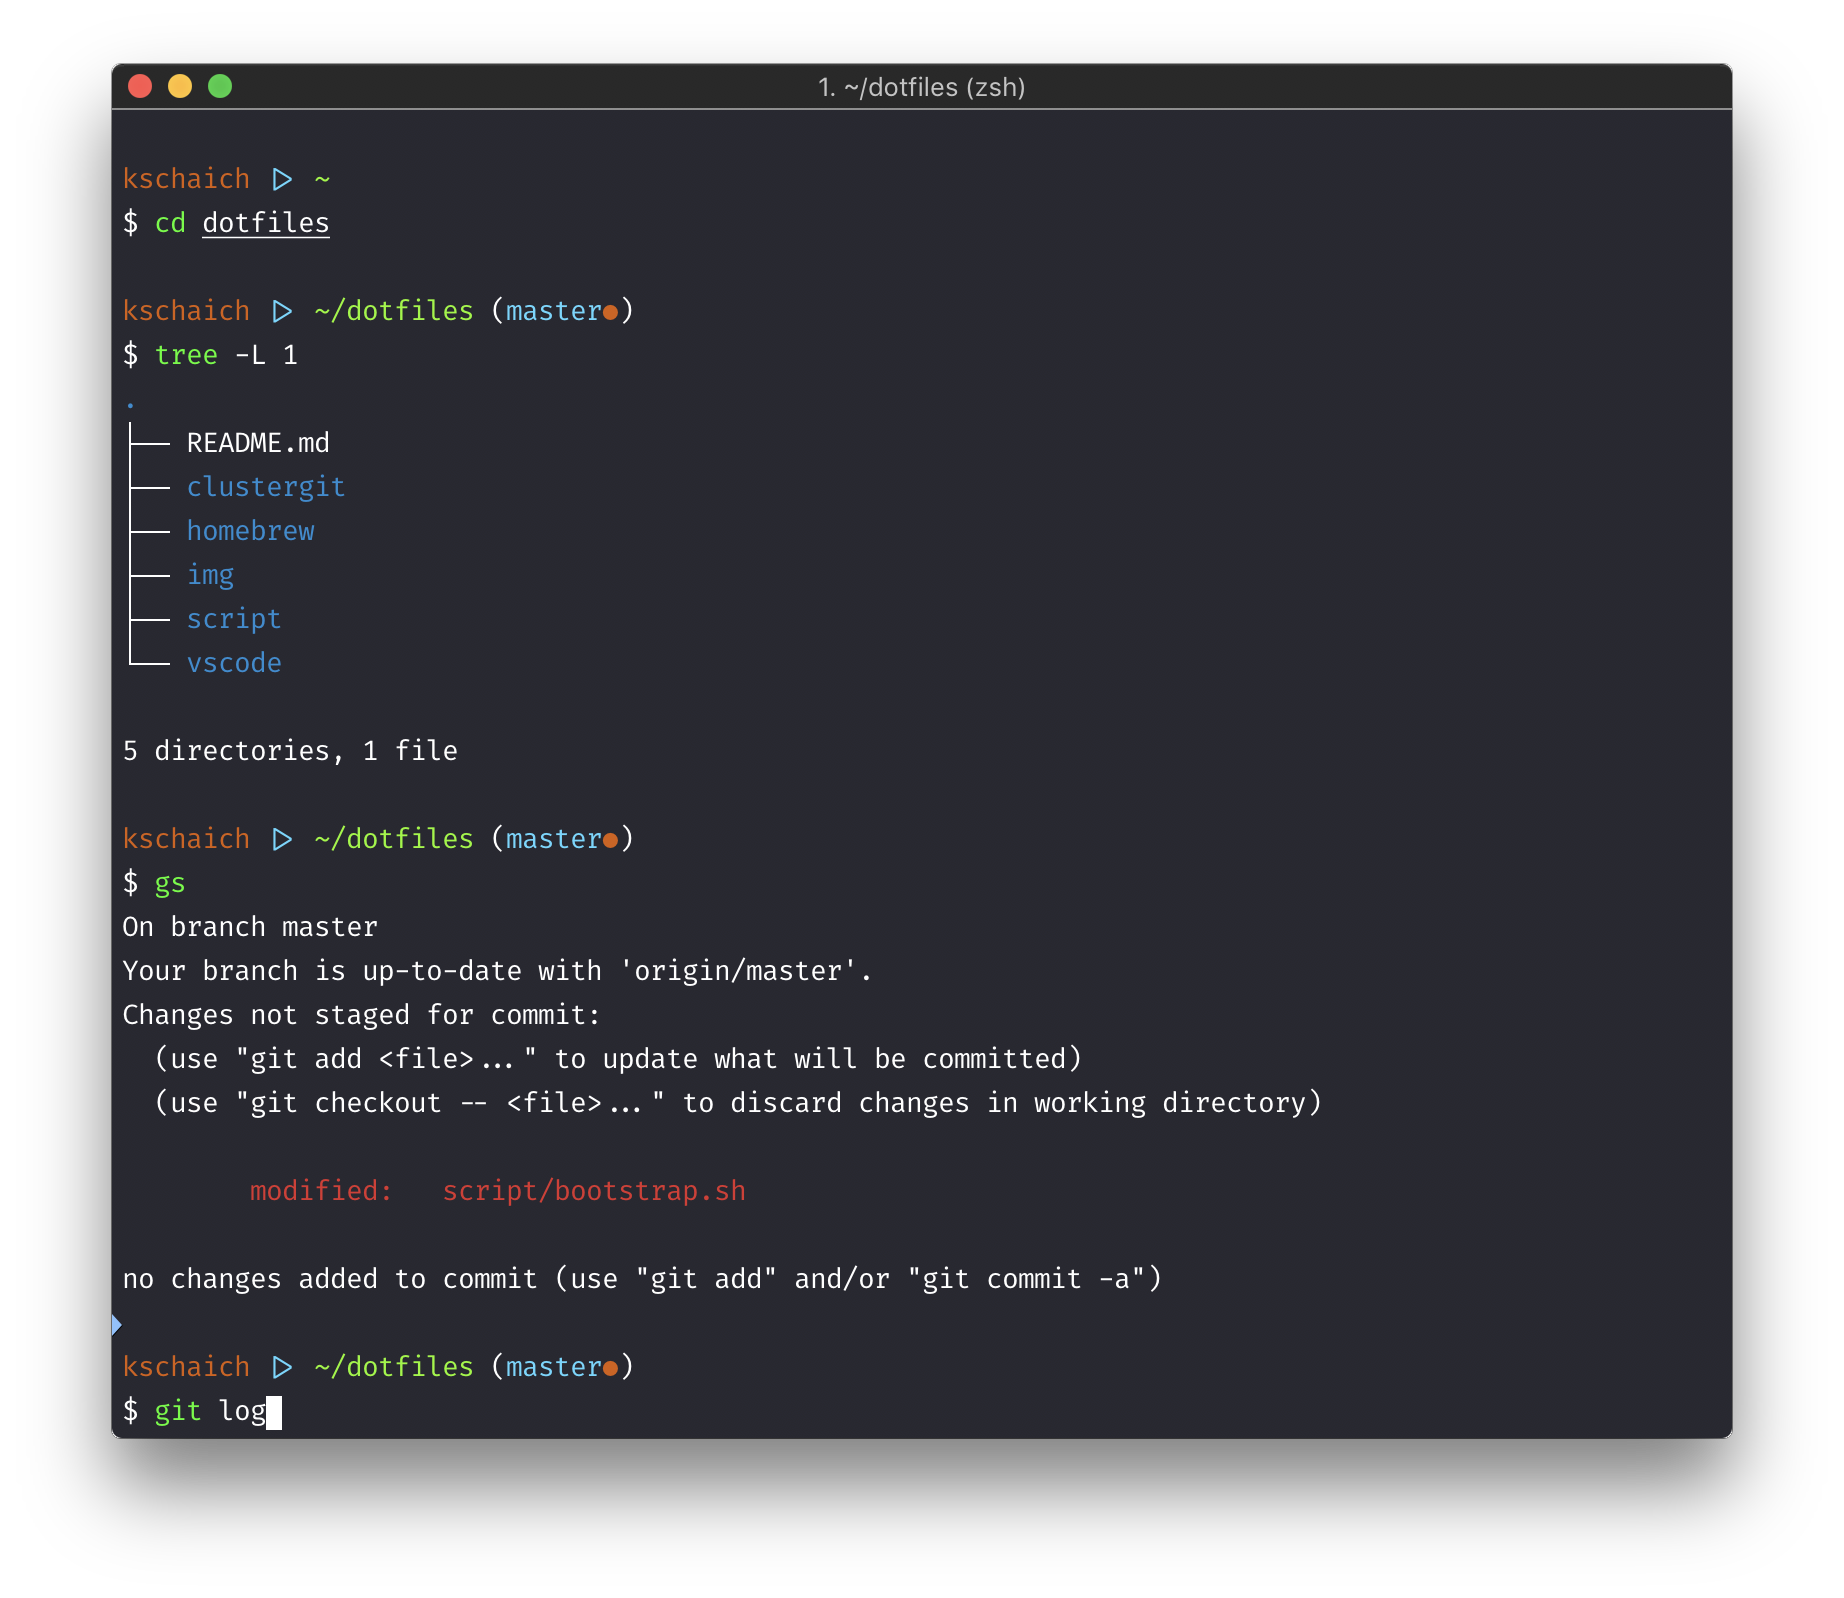 1. ~/dotfiles (zsh)
kschaich ▷ ~
$ cd dotfiles
kschaich ▷ ~/dotfiles (master●)
$ tree -L 1
.
├── README.md
├── clustergit
├── homebrew
├── img
├── script
└── vscode
5 directories, 1 file
kschaich ▷ ~/dotfiles (master●)
$ gs
On branch master
Your branch is up-to-date with 'origin/master'.
Changes not staged for commit:
  (use "git add <file>..." to update what will be committed)
  (use "git checkout -- <file>..." to discard changes in working directory)
        modified:   script/bootstrap.sh
no changes added to commit (use "git add" and/or "git commit -a")
kschaich ▷ ~/dotfiles (master●)
$ git log